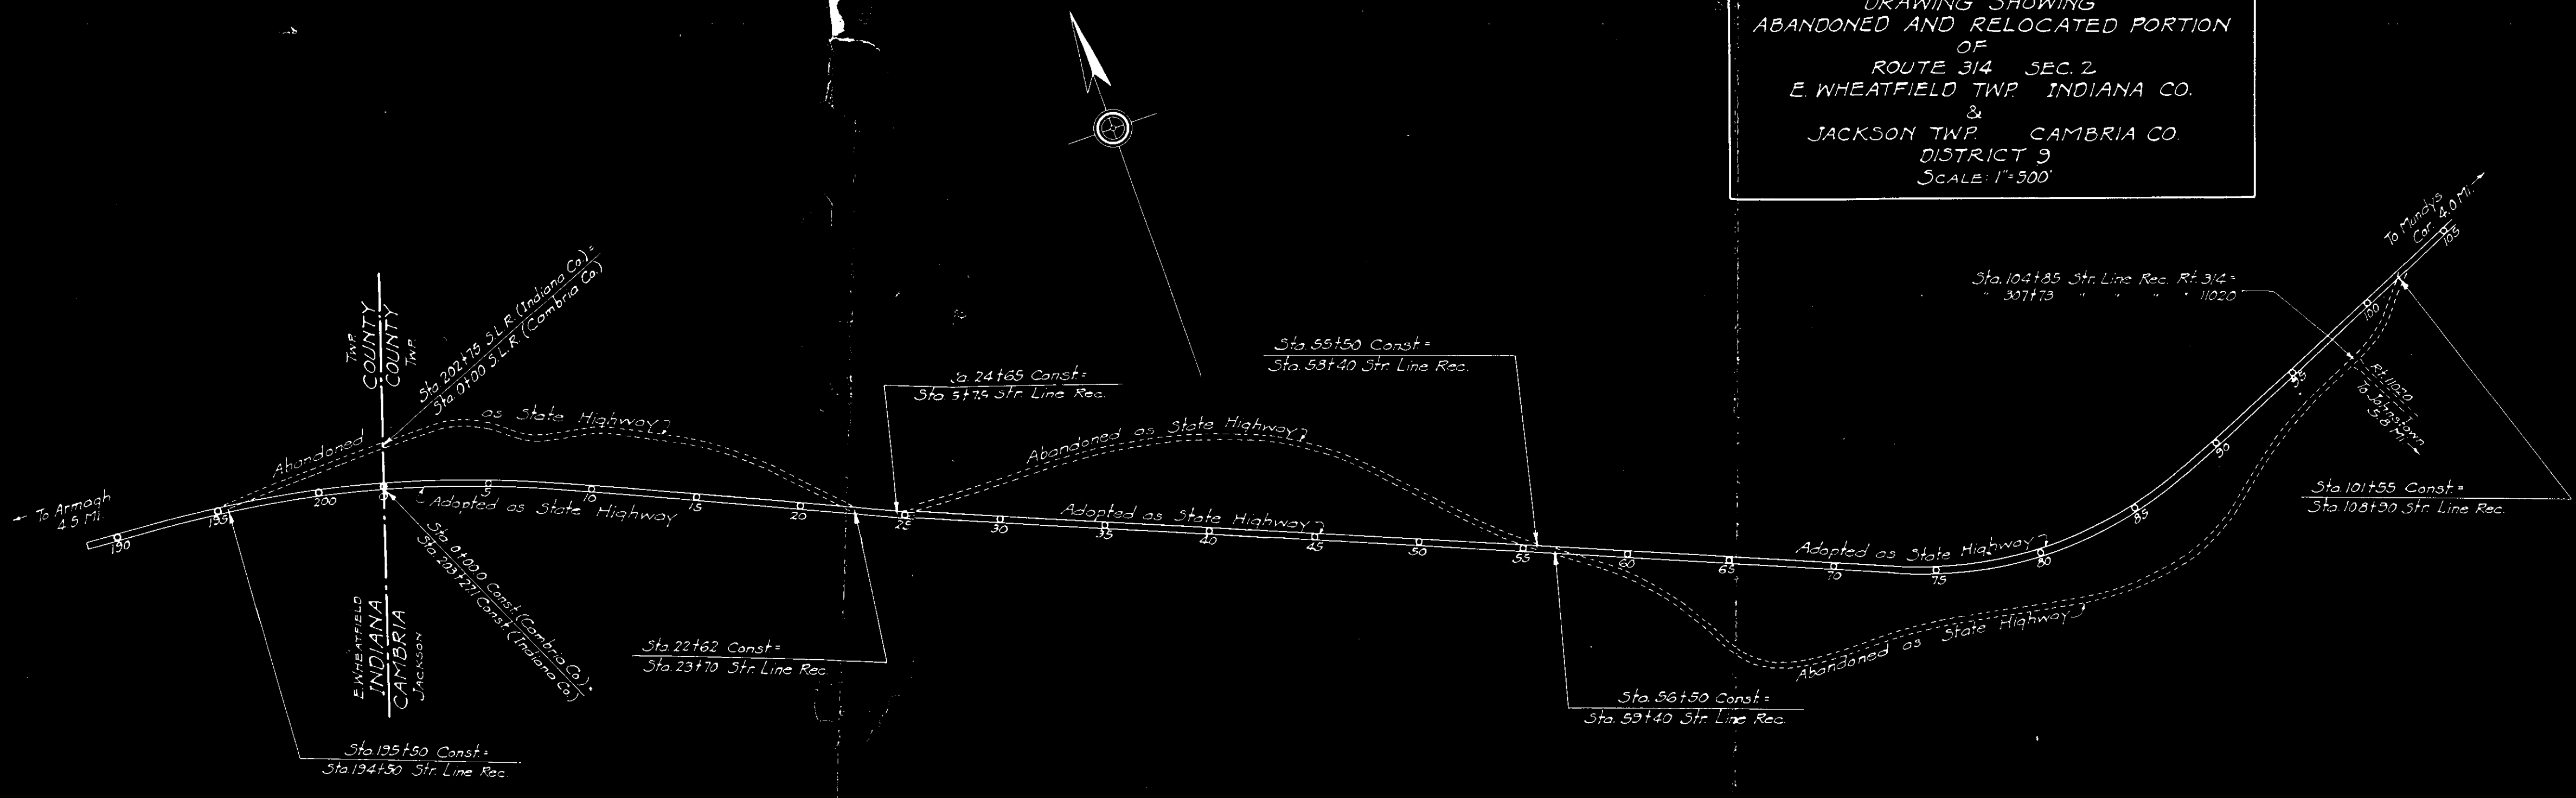 DRAWING SHOWING
ABANDONED AND RELOCATED PORTION
OF
ROUTE 314 SEC. 2
E. WHEATFIELD TWP. INDIANA CO.
&
JACKSON TWP. CAMBRIA CO.
DISTRICT 9
SCALE: 1"=500'
To Armagh
4.5 MI.
TWP.
COUNTY
COUNTY
TWP.
E. WHEATFIELD
INDIANA
CAMBRIA
JACKSON
Sta. 202+75 S.L.R. (Indiana Co.) =
Sta. 0+00 S.L.R. (Cambria Co.)
Abandoned as State Highway
Adopted as State Highway
Sta. 0+00.0 Const. (Cambria Co.) =
Sta. 203+27.1 Const. (Indiana Co.)
Sta. 195+50 Const. =
Sta. 194+50 Str. Line Rec.
Sta. 22+62 Const =
Sta. 23+70 Str. Line Rec.
a. 24+65 Const. =
Str. Line Rec.
Abandoned as State Highway
Adopted as State Highway
Sta. 55+50 Const. =
Sta. 58+40 Str. Line Rec.
Sta. 56+50 Const. =
Sta. 59+40 Str. Line Rec.
Adopted as State Highway
Abandoned as State Highway
Sta. 104+85 Str. Line Rec. Rt. 314 =
" 307+73 " " " " 11020
Rt. 11020
To Johnstown
5.8 MI.
Sta. 101+55 Const. =
Sta. 108+90 Str. Line Rec.
To Mundys
Cor. 4.0 MI.
190
195
200
0
5
10
15
20
25
30
35
40
45
50
55
60
65
70
75
80
85
90
95
100
105